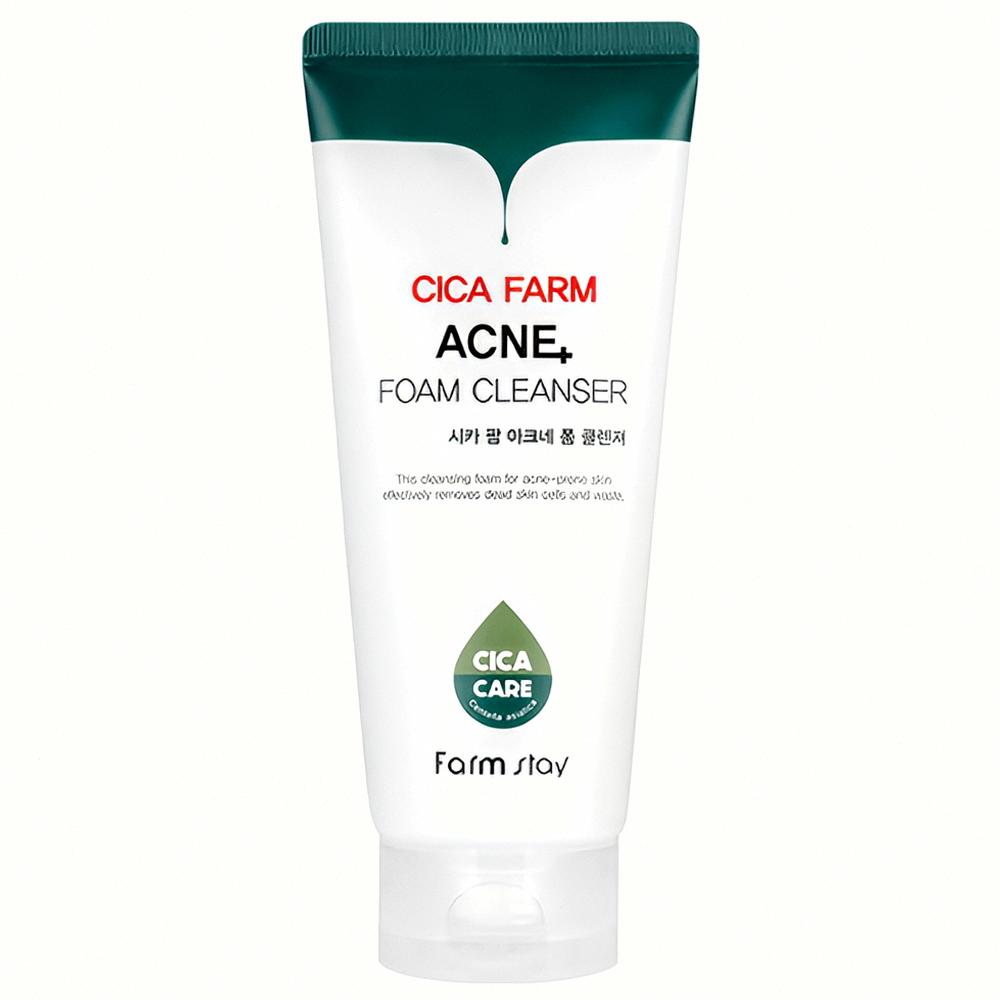 CICA FARM
ACNE+
FOAM CLEANSER
시카 팜 아크네 폼 클렌저
This cleansing foam for acne-prone skin
effectively removes dead skin cells and waste.
CICA
CARE
Centella asiatica
Farm stay